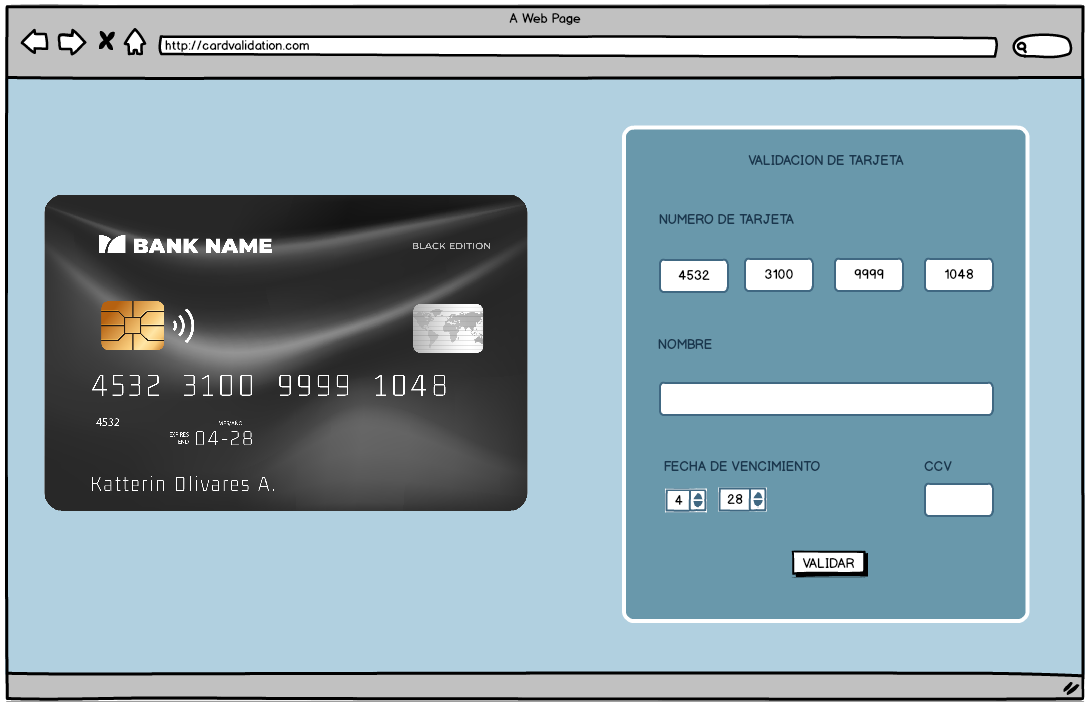 A Web Page
http://cardvalidation.com
BANK NAME
BLACK EDITION
4532 3100 9999 1048
4532
MES/AÑO
EXPIRES
END
04-28
Katterin Olivares A.
VALIDACION DE TARJETA
NUMERO DE TARJETA
4532 3100 9999 1048
NOMBRE
FECHA DE VENCIMIENTO CCV
4 28
VALIDAR